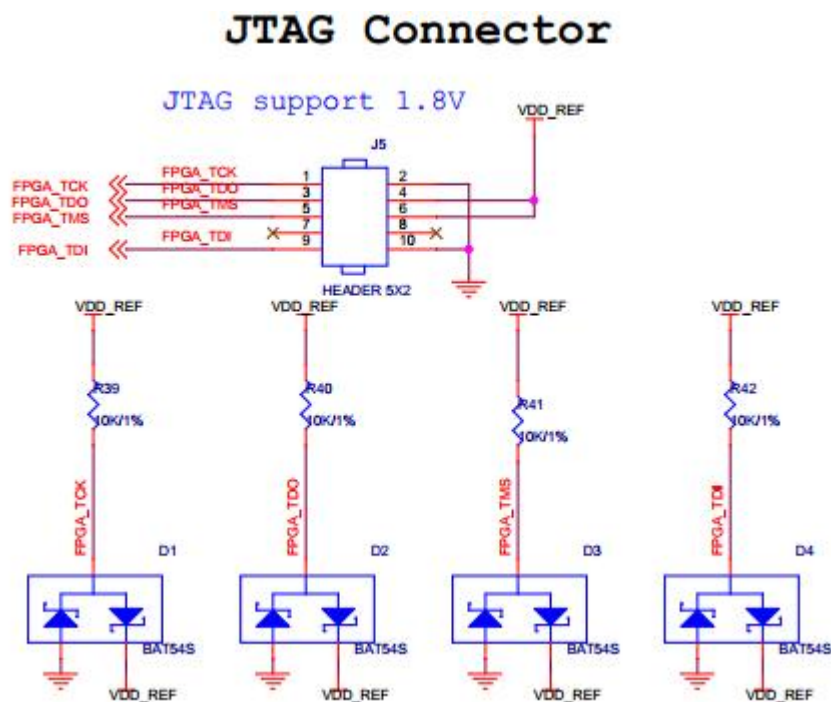 JTAG Connector
JTAG support 1.8V
VDD_REF
J5
FPGA_TCK FPGA_TCK 1 2
FPGA_TDO FPGA_TDO 3 4
FPGA_TMS FPGA_TMS 5 6
7 8
FPGA_TDI FPGA_TDI 9 10
HEADER 5X2
VDD_REF VDD_REF VDD_REF VDD_REF
R39 R40 R41 R42
10K/1% 10K/1% 10K/1% 10K/1%
FPGA_TCK FPGA_TDO FPGA_TMS FPGA_TDI
D1 D2 D3 D4
BAT54S BAT54S BAT54S BAT54S
VDD_REF VDD_REF VDD_REF VDD_REF